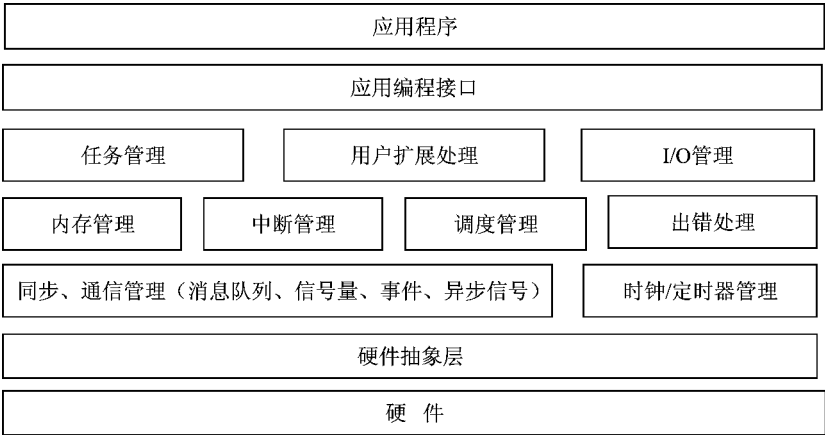 应用程序
应用编程接口
任务管理 用户扩展处理 I/O管理
内存管理 中断管理 调度管理 出错处理
同步、通信管理（消息队列、信号量、事件、异步信号） 时钟/定时器管理
硬件抽象层
硬 件